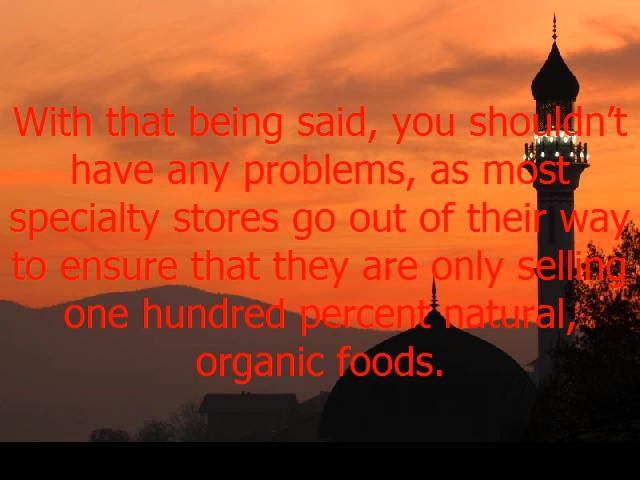 With that being said, you shouldn’t
have any problems, as most
specialty stores go out of their way
to ensure that they are only selling
one hundred percent natural,
organic foods.